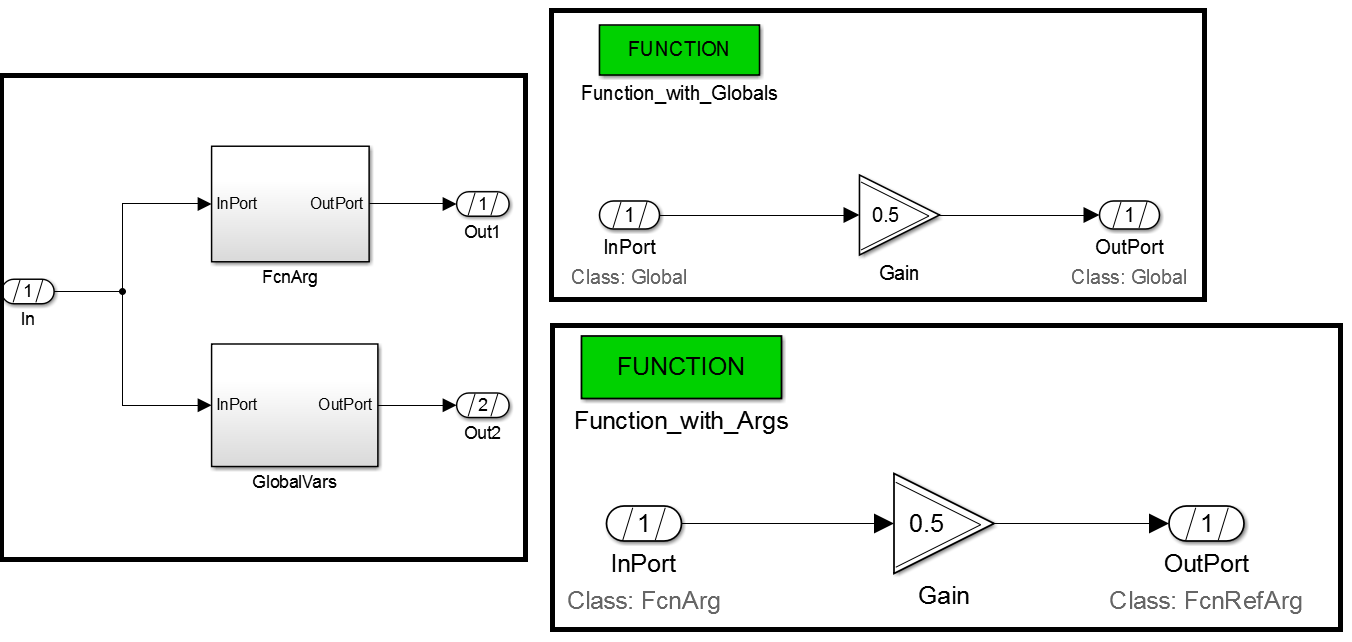 InPort OutPort
1
Out1
FcnArg
1
In
InPort OutPort
2
Out2
GlobalVars
FUNCTION
Function_with_Globals
1 0.5 1
InPort OutPort
Gain
Class: Global Class: Global
FUNCTION
Function_with_Args
1 0.5 1
InPort OutPort
Gain
Class: FcnArg Class: FcnRefArg